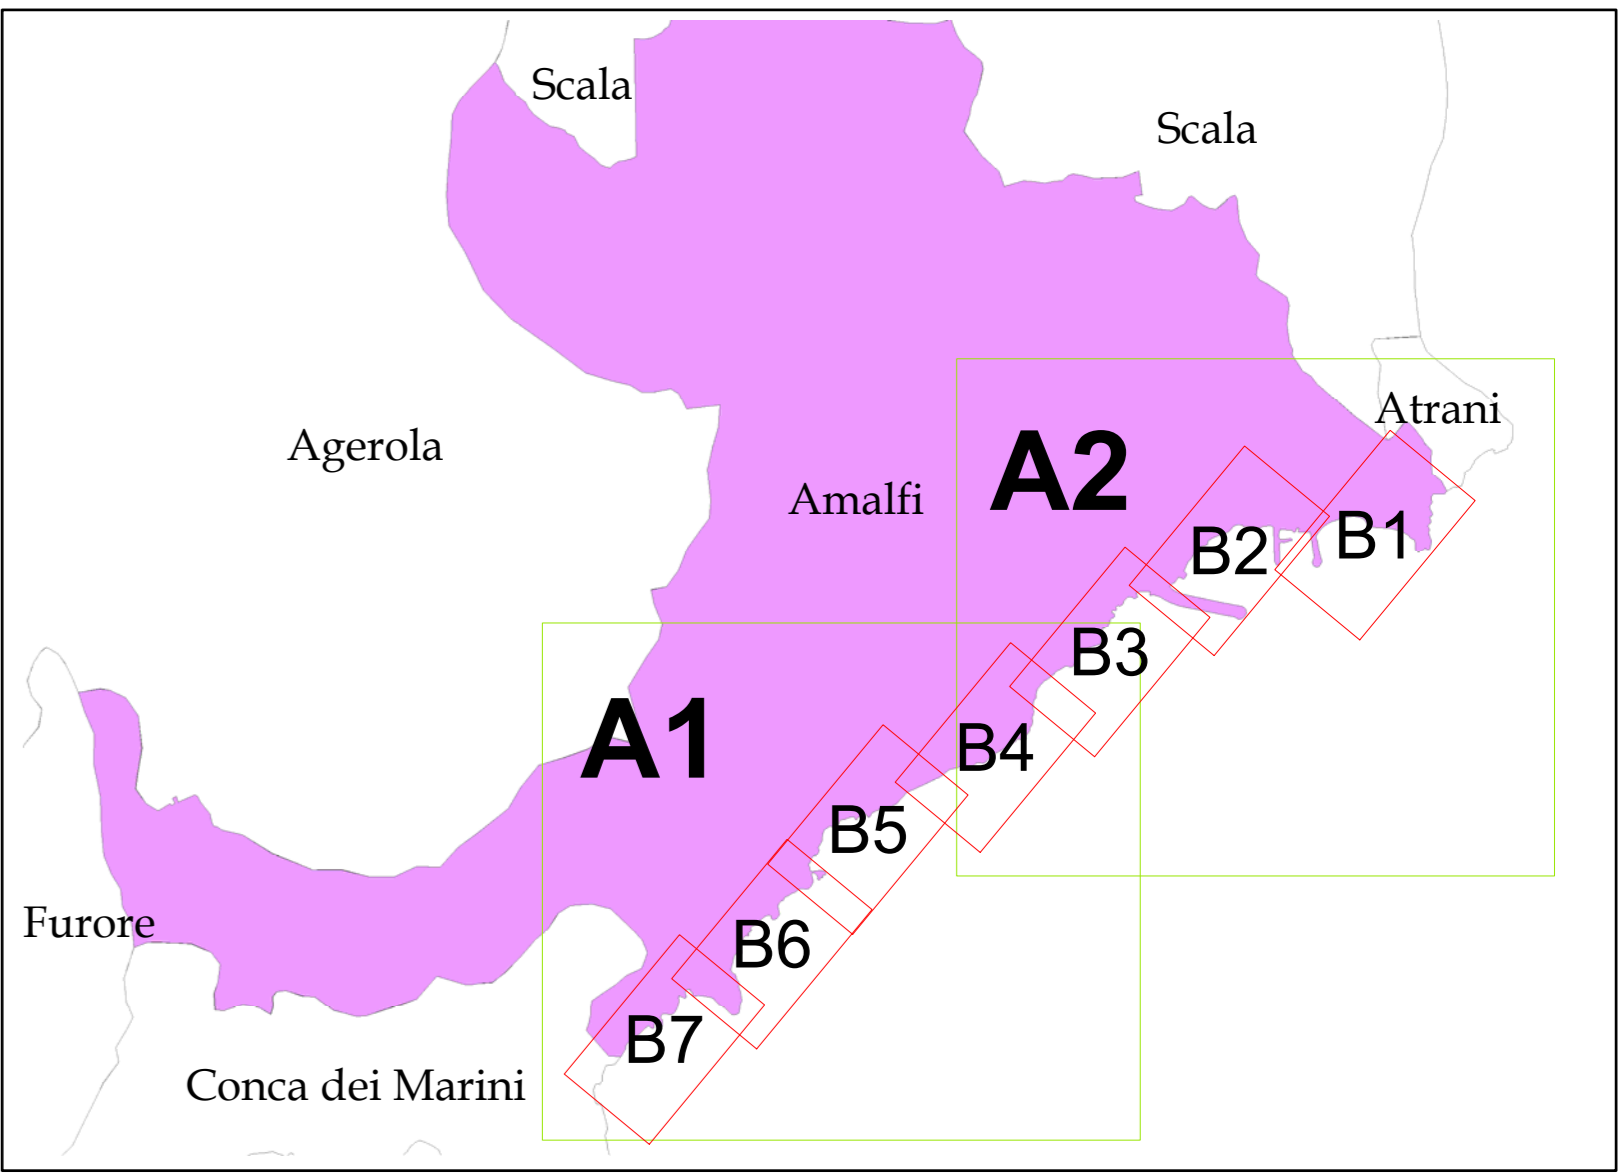 Scala
Scala
Atrani
Agerola
A2
Amalfi
B1
B2
B3
A1
B4
B5
Furore
B6
B7
Conca dei Marini